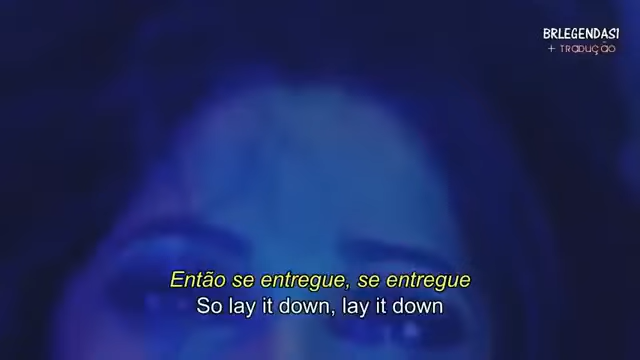 BRLEGENDAS1
+ TRADUÇÃO
Então se entregue, se entregue
So lay it down, lay it down